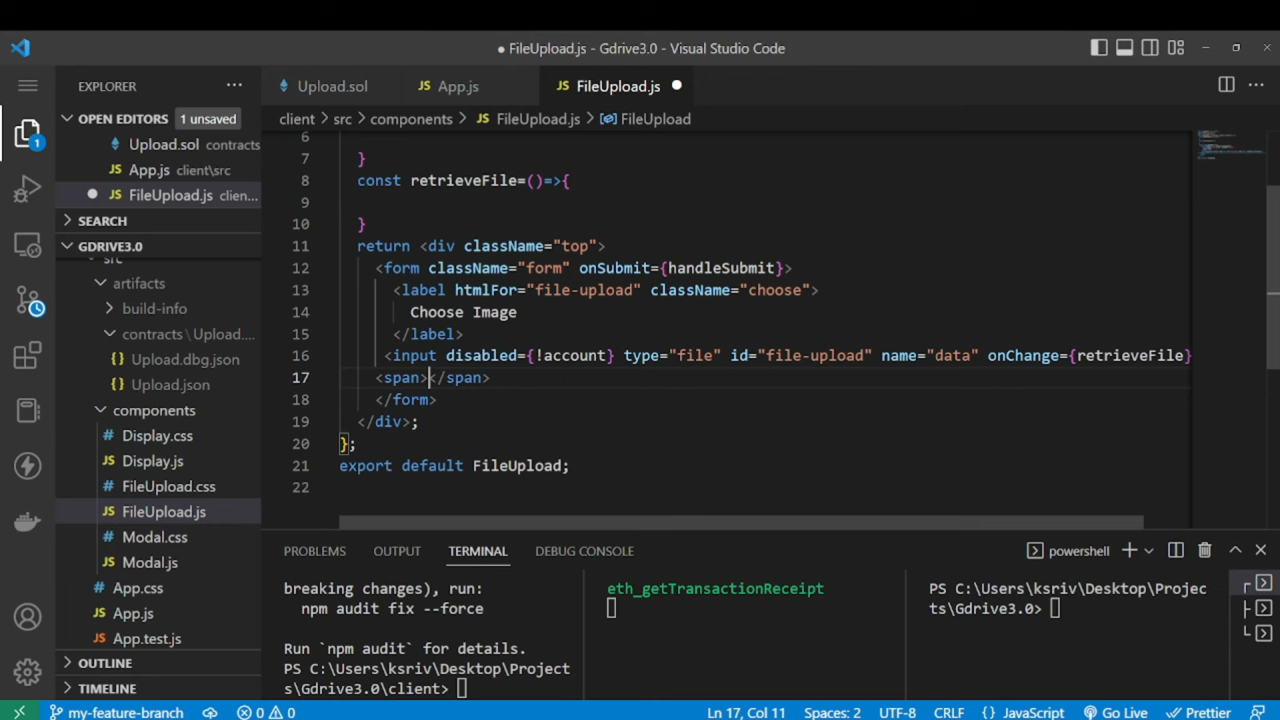 ● FileUpload.js - Gdrive3.0 - Visual Studio Code
EXPLORER
Upload.sol
JS App.js
JS FileUpload.js
OPEN EDITORS 1 unsaved
Upload.sol contracts
JS App.js client\src
JS FileUpload.js clien...
SEARCH
GDRIVE3.0
src
artifacts
build-info
contracts \ Upload....
{} Upload.dbg.json
{} Upload.json
components
# Display.css
JS Display.js
# FileUpload.css
JS FileUpload.js
# Modal.css
JS Modal.js
# App.css
JS App.js
JS App.test.js
OUTLINE
TIMELINE
1
client > src > components > JS FileUpload.js > FileUpload
6
7 }
8 const retrieveFile=()=>{
9
10 }
11 return <div className="top">
12 <form className="form" onSubmit={handleSubmit}>
13 <label htmlFor="file-upload" className="choose">
14 Choose Image
15 </label>
16 <input disabled={!account} type="file" id="file-upload" name="data" onChange={retrieveFile}
17 <span></span>
18 </form>
19 </div>;
20 };
21 export default FileUpload;
22
PROBLEMS OUTPUT TERMINAL DEBUG CONSOLE
powershell
breaking changes), run:
npm audit fix --force
Run `npm audit` for details.
PS C:\Users\ksriv\Desktop\Project
s\Gdrive3.0\client>
eth_getTransactionReceipt
PS C:\Users\ksriv\Desktop\Projec
ts\Gdrive3.0>
my-feature-branch 0 0 Ln 17, Col 11 Spaces: 2 UTF-8 CRLF {} JavaScript Go Live Prettier